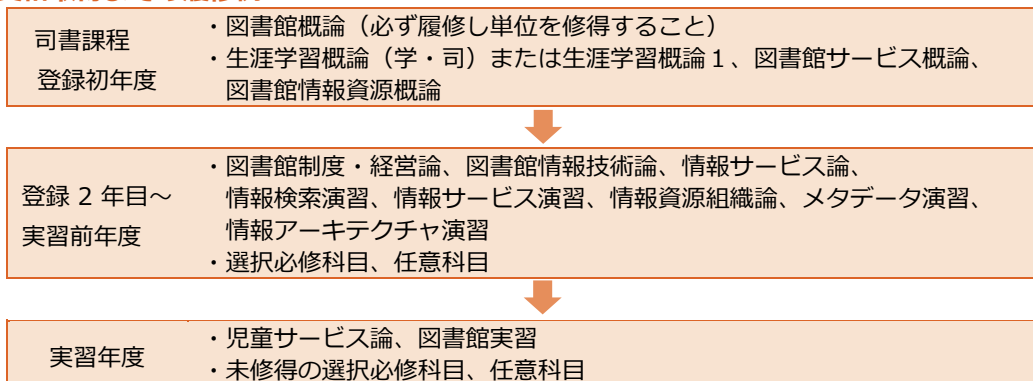 司書課程
登録初年度
・図書館概論（必ず履修し単位を修得すること）
・生涯学習概論（学・司）または生涯学習概論１、図書館サービス概論、
図書館情報資源概論
登録 2 年目～
実習前年度
・図書館制度・経営論、図書館情報技術論、情報サービス論、
情報検索演習、情報サービス演習、情報資源組織論、メタデータ演習、
情報アーキテクチャ演習
・選択必修科目、任意科目
実習年度
・児童サービス論、図書館実習
・未修得の選択必修科目、任意科目